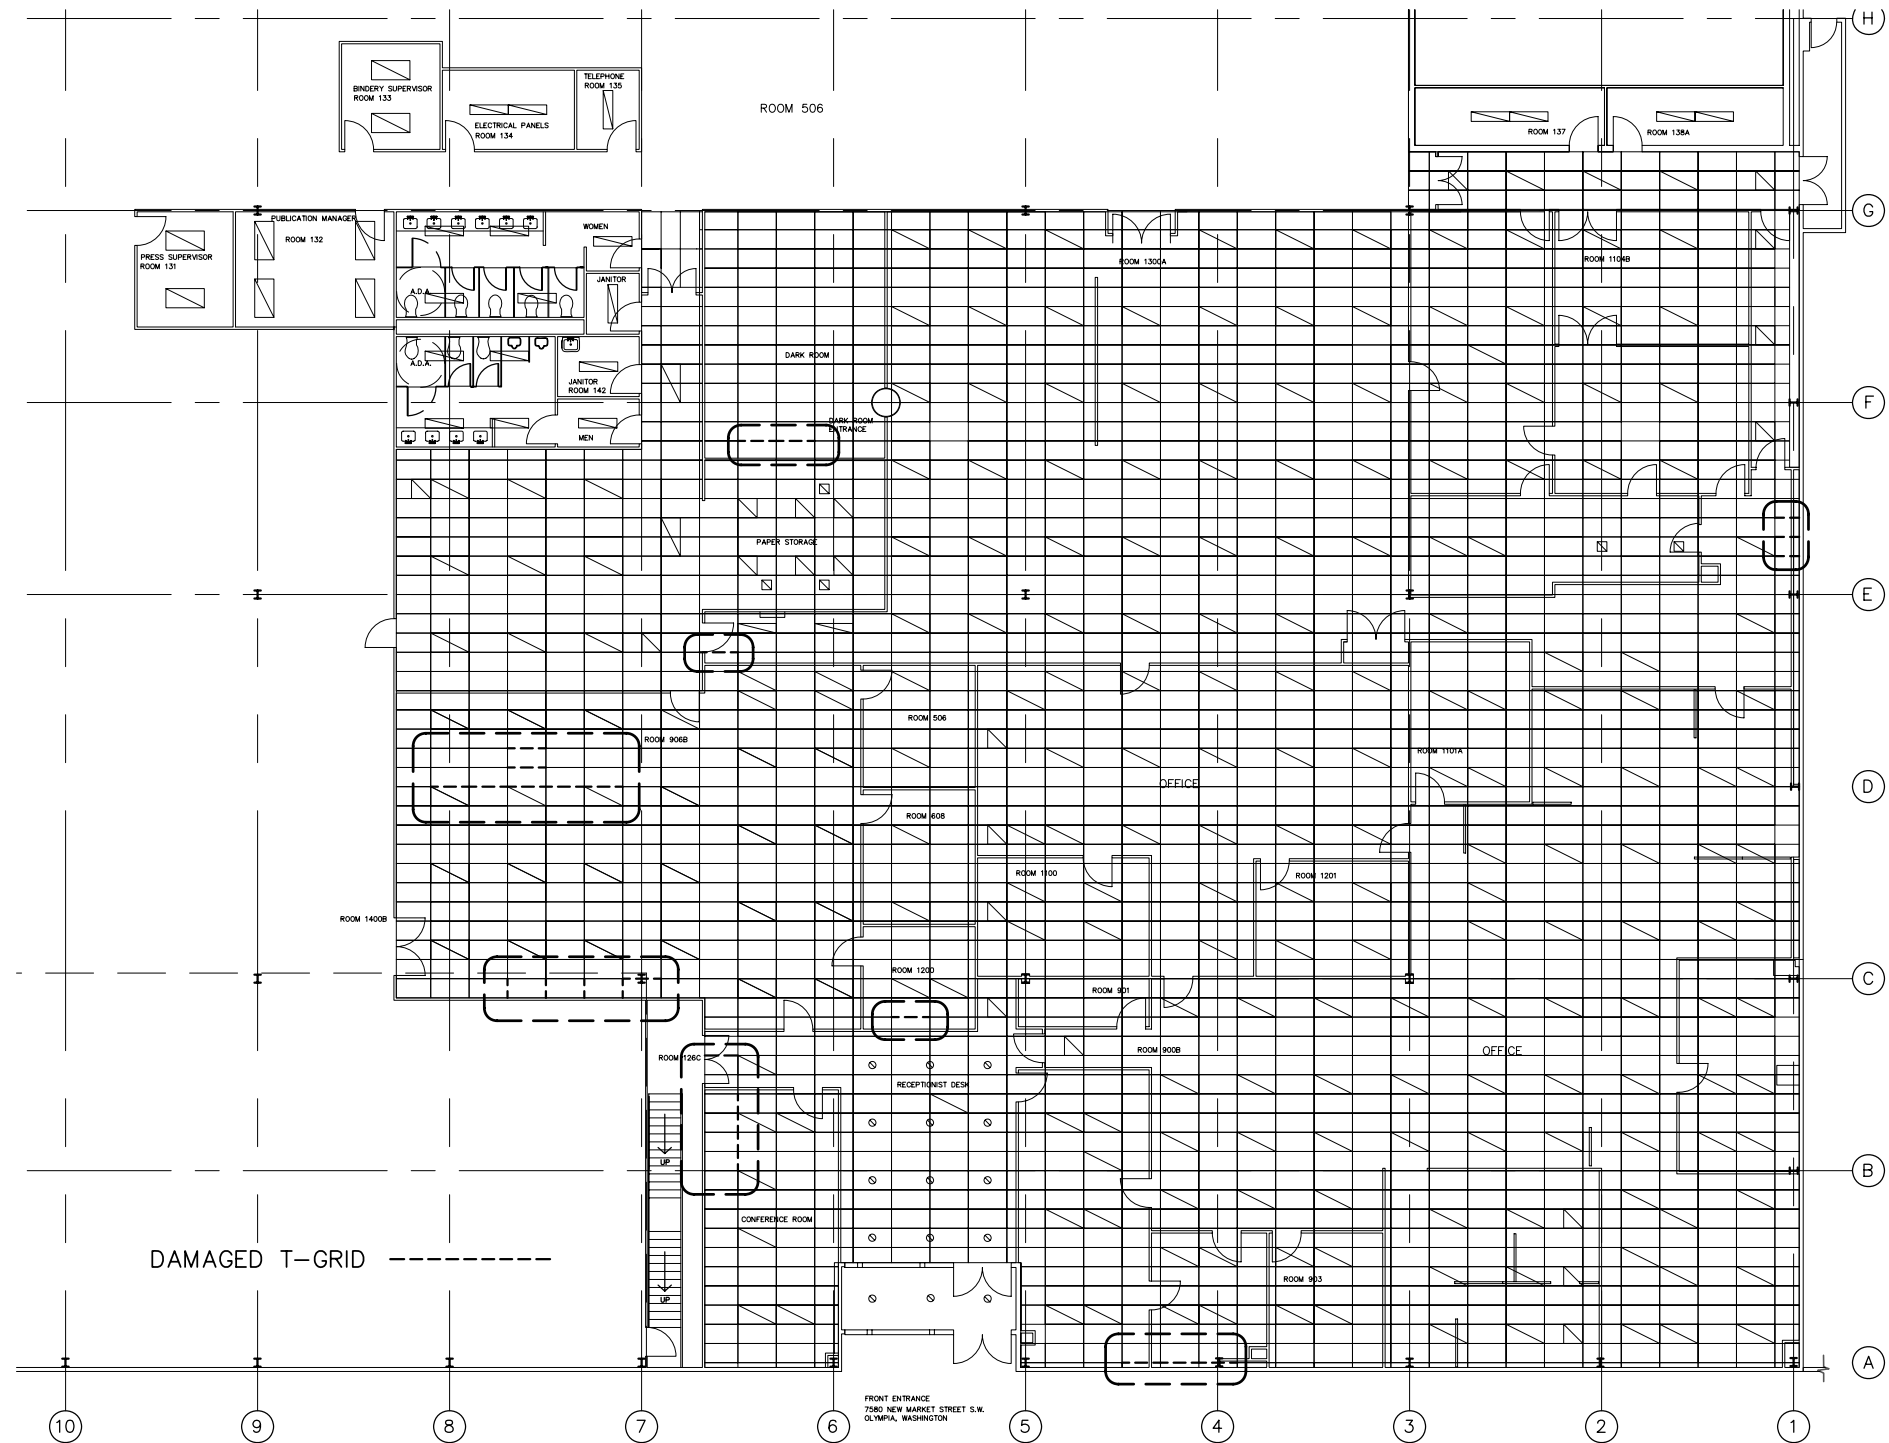 H
BINDERY SUPERVISOR
ROOM 133
TELEPHONE
ROOM 135
ROOM 506
ELECTRICAL PANELS
ROOM 134
ROOM 137
ROOM 138A
G
PUBLICATION MANAGER
ROOM 132
WOMEN
PRESS SUPERVISOR
ROOM 131
ROOM 1300A
ROOM 1104B
JANITOR
A.D.A.
DARK ROOM
A.D.A.
JANITOR
ROOM 142
F
DARK ROOM
ENTRANCE
MEN
PAPER STORAGE
E
ROOM 506
ROOM 906B
ROOM 1101A
OFFICE
D
ROOM 608
ROOM 1100
ROOM 1201
ROOM 1400B
ROOM 1200
C
ROOM 901
ROOM 900B
OFFICE
ROOM 126C
RECEPTIONIST DESK
UP
B
CONFERENCE ROOM
DAMAGED T-GRID
ROOM 903
UP
A
FRONT ENTRANCE
7580 NEW MARKET STREET S.W.
OLYMPIA, WASHINGTON
10 9 8 7 6 5 4 3 2 1